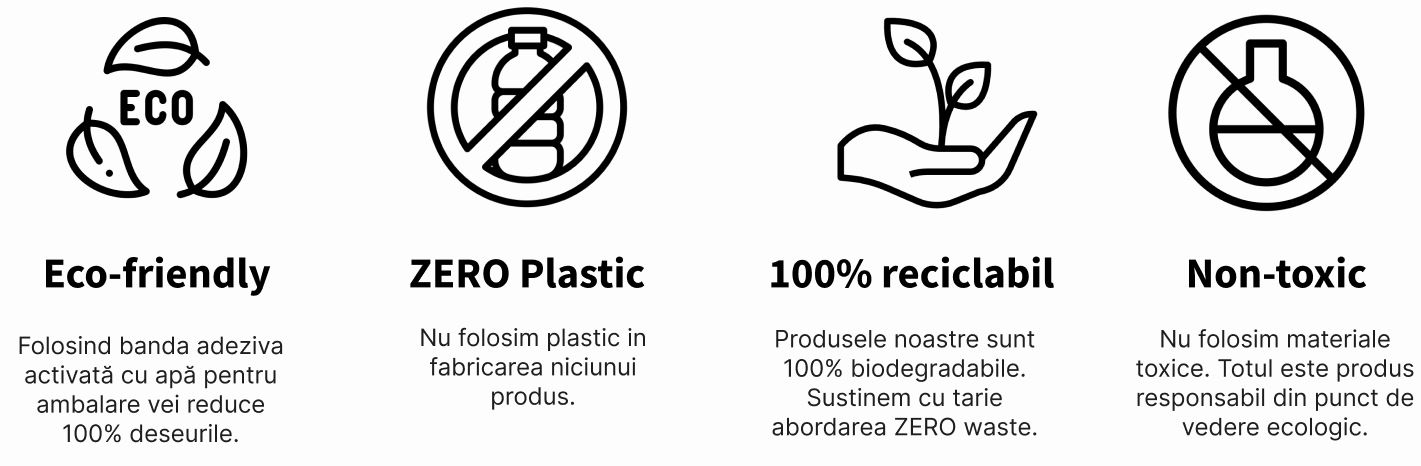 ECO
Eco-friendly
Folosind banda adeziva
activată cu apă pentru
ambalare vei reduce
100% deseurile.
ZERO Plastic
Nu folosim plastic in
fabricarea niciunui
produs.
100% reciclabil
Produsele noastre sunt
100% biodegradabile.
Sustinem cu tarie
abordarea ZERO waste.
Non-toxic
Nu folosim materiale
toxice. Totul este produs
responsabil din punct de
vedere ecologic.